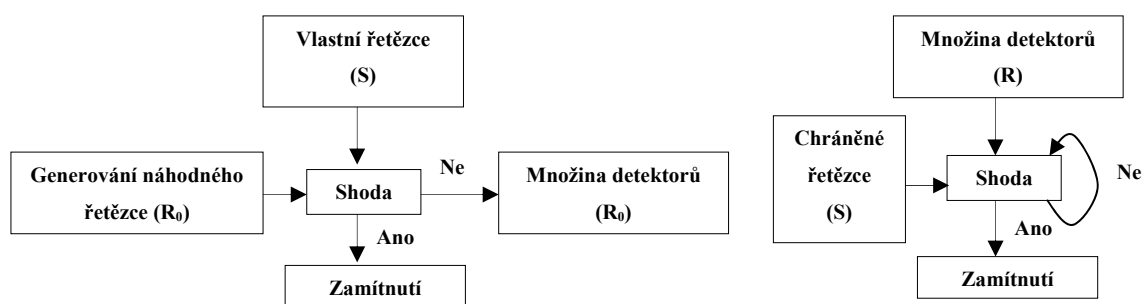 Vlastní řetězce
(S)
Generování náhodného
řetězce (R₀)
Shoda
Ne
Množina detektorů
(R₀)
Ano
Zamítnutí
Množina detektorů
(R)
Chráněné
řetězce
(S)
Shoda
Ne
Ano
Zamítnutí